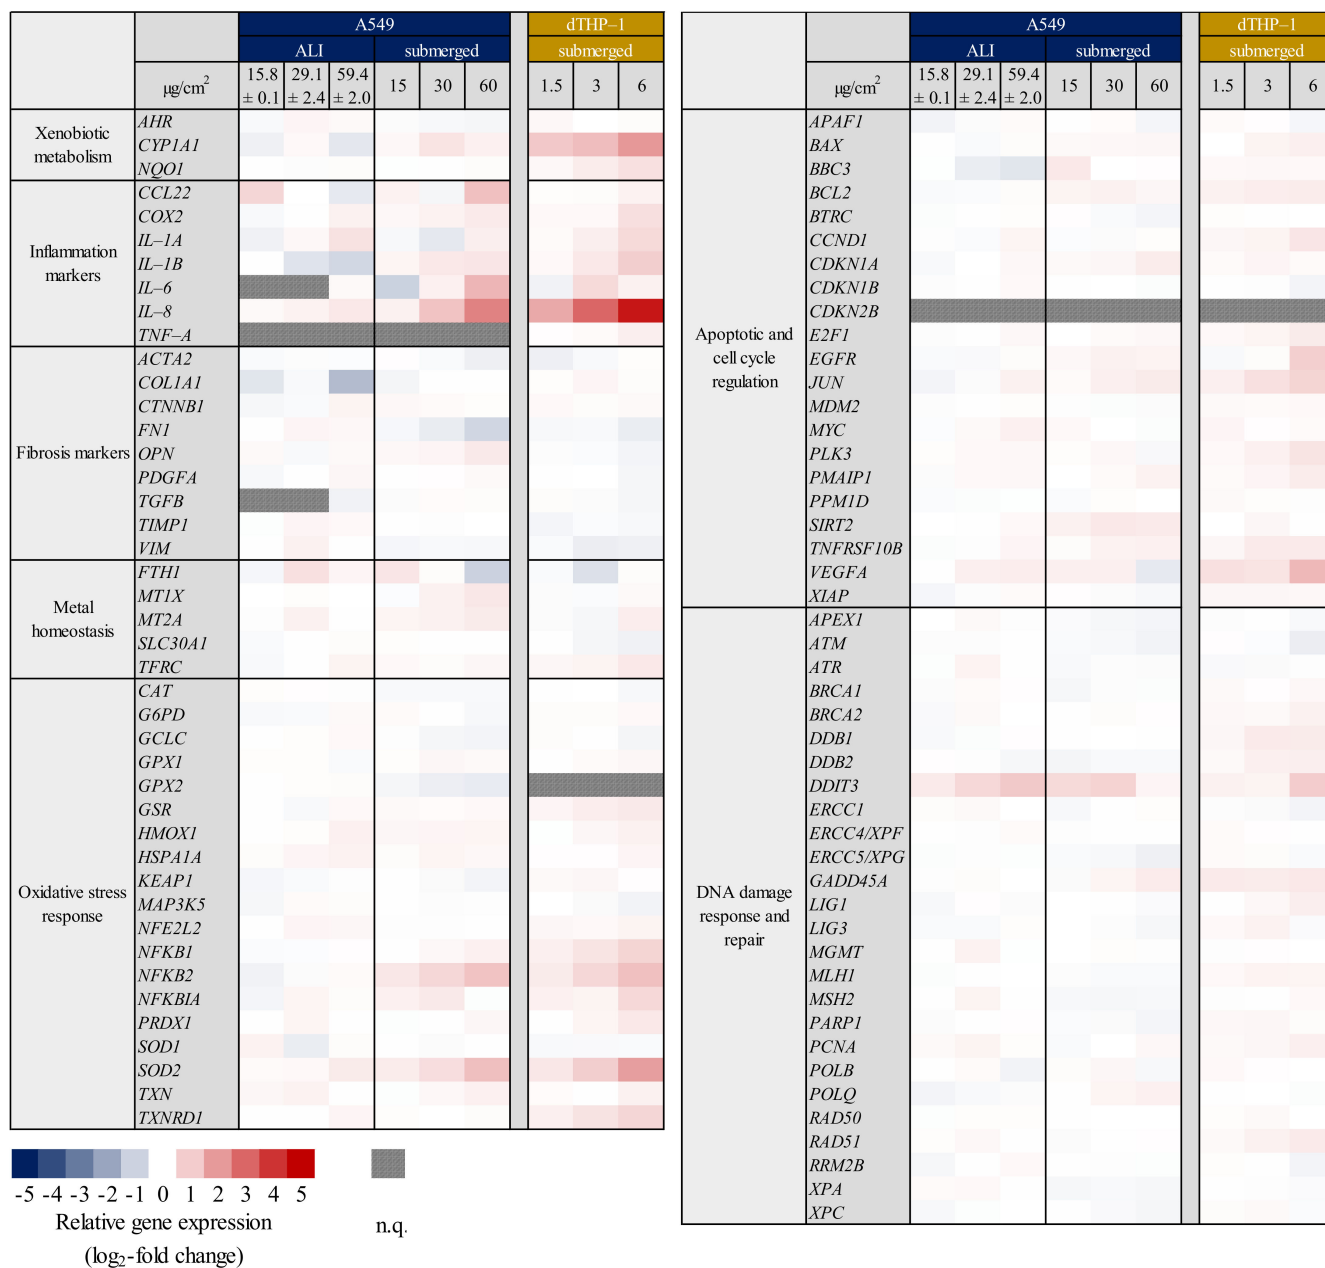 A549
dTHP−1
ALI
submerged
submerged
µg/cm2
15.8 ± 0.1
29.1 ± 2.4
59.4 ± 2.0
15
30
60
1.5
3
6
Xenobiotic metabolism
AHR
CYP1A1
NQO1
Inflammation markers
CCL22
COX2
IL−1A
IL−1B
IL−6
IL−8
TNF−A
Fibrosis markers
ACTA2
COL1A1
CTNNB1
FN1
OPN
PDGFA
TGFB
TIMP1
VIM
Metal homeostasis
FTH1
MT1X
MT2A
SLC30A1
TFRC
Oxidative stress response
CAT
G6PD
GCLC
GPX1
GPX2
GSR
HMOX1
HSPA1A
KEAP1
MAP3K5
NFE2L2
NFKB1
NFKB2
NFKBIA
PRDX1
SOD1
SOD2
TXN
TXNRD1
-5 -4 -3 -2 -1 0 1 2 3 4 5
Relative gene expression
(log2-fold change)
n.q.
A549
dTHP−1
ALI
submerged
submerged
µg/cm2
15.8 ± 0.1
29.1 ± 2.4
59.4 ± 2.0
15
30
60
1.5
3
6
Apoptotic and cell cycle regulation
APAF1
BAX
BBC3
BCL2
BTRC
CCND1
CDKN1A
CDKN1B
CDKN2B
E2F1
EGFR
JUN
MDM2
MYC
PLK3
PMAIP1
PPM1D
SIRT2
TNFRSF10B
VEGFA
XIAP
DNA damage response and repair
APEX1
ATM
ATR
BRCA1
BRCA2
DDB1
DDB2
DDIT3
ERCC1
ERCC4/XPF
ERCC5/XPG
GADD45A
LIG1
LIG3
MGMT
MLH1
MSH2
PARP1
PCNA
POLB
POLQ
RAD50
RAD51
RRM2B
XPA
XPC